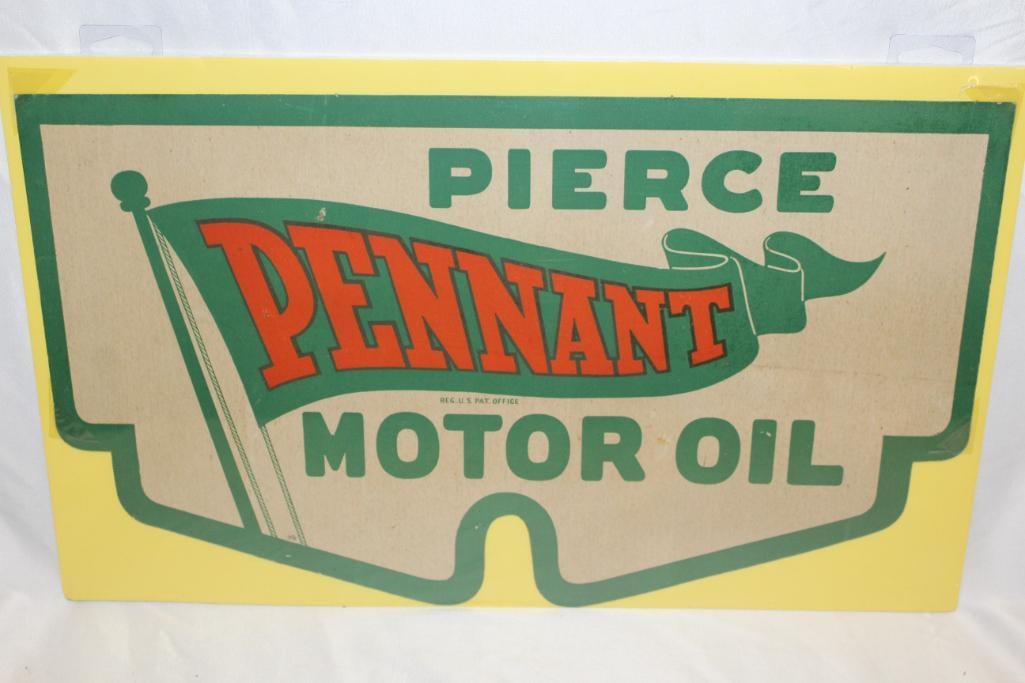 PIERCE
PENNANT
REG. U.S. PAT. OFFICE
MOTOR OIL